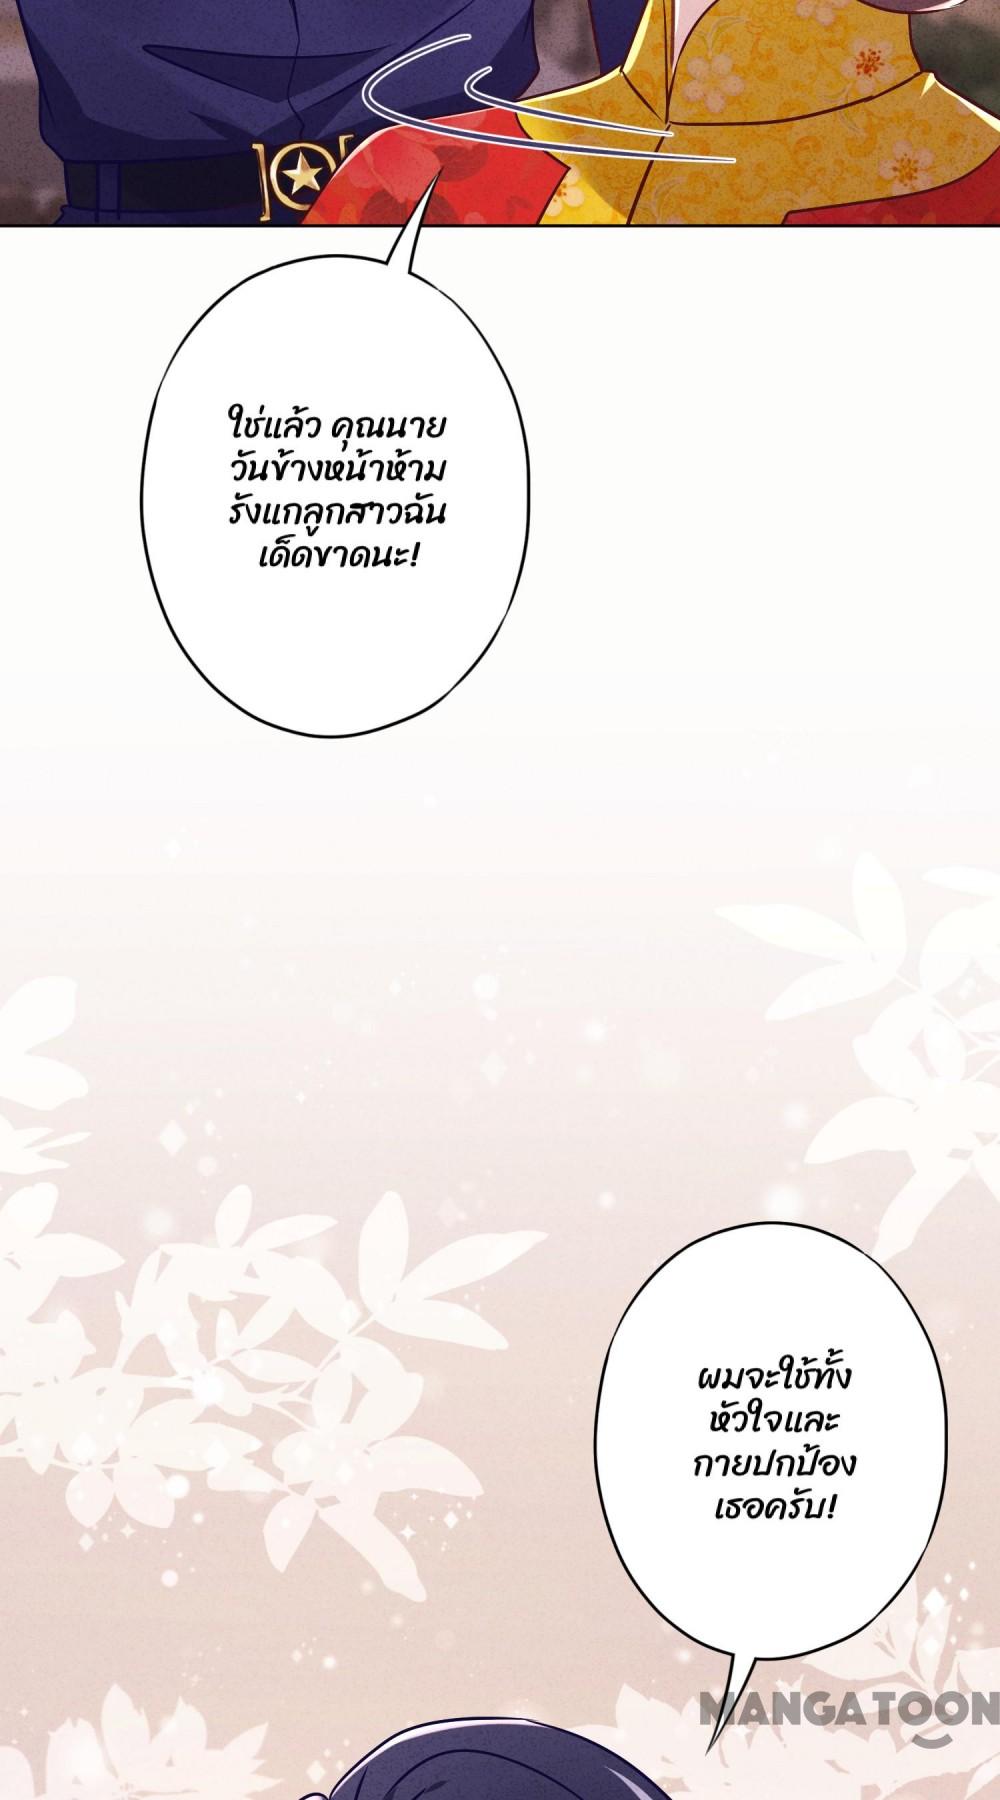 ใช่แล้ว คุณนาย
วันข้างหน้าห้าม
รังแกลูกสาวฉัน
เด็ดขาดนะ!
ผมจะใช้ทั้ง
หัวใจและ
กายปกป้อง
เธอครับ!
MANGATOON